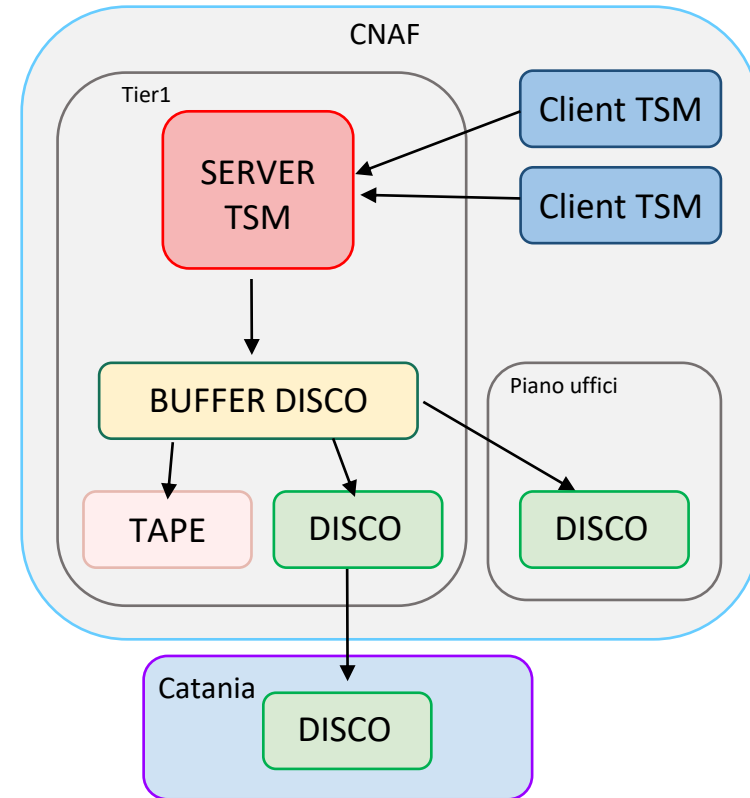 CNAF
Tier1
Client TSM
SERVER
TSM
Client TSM
BUFFER DISCO
Piano uffici
TAPE
DISCO
DISCO
Catania
DISCO